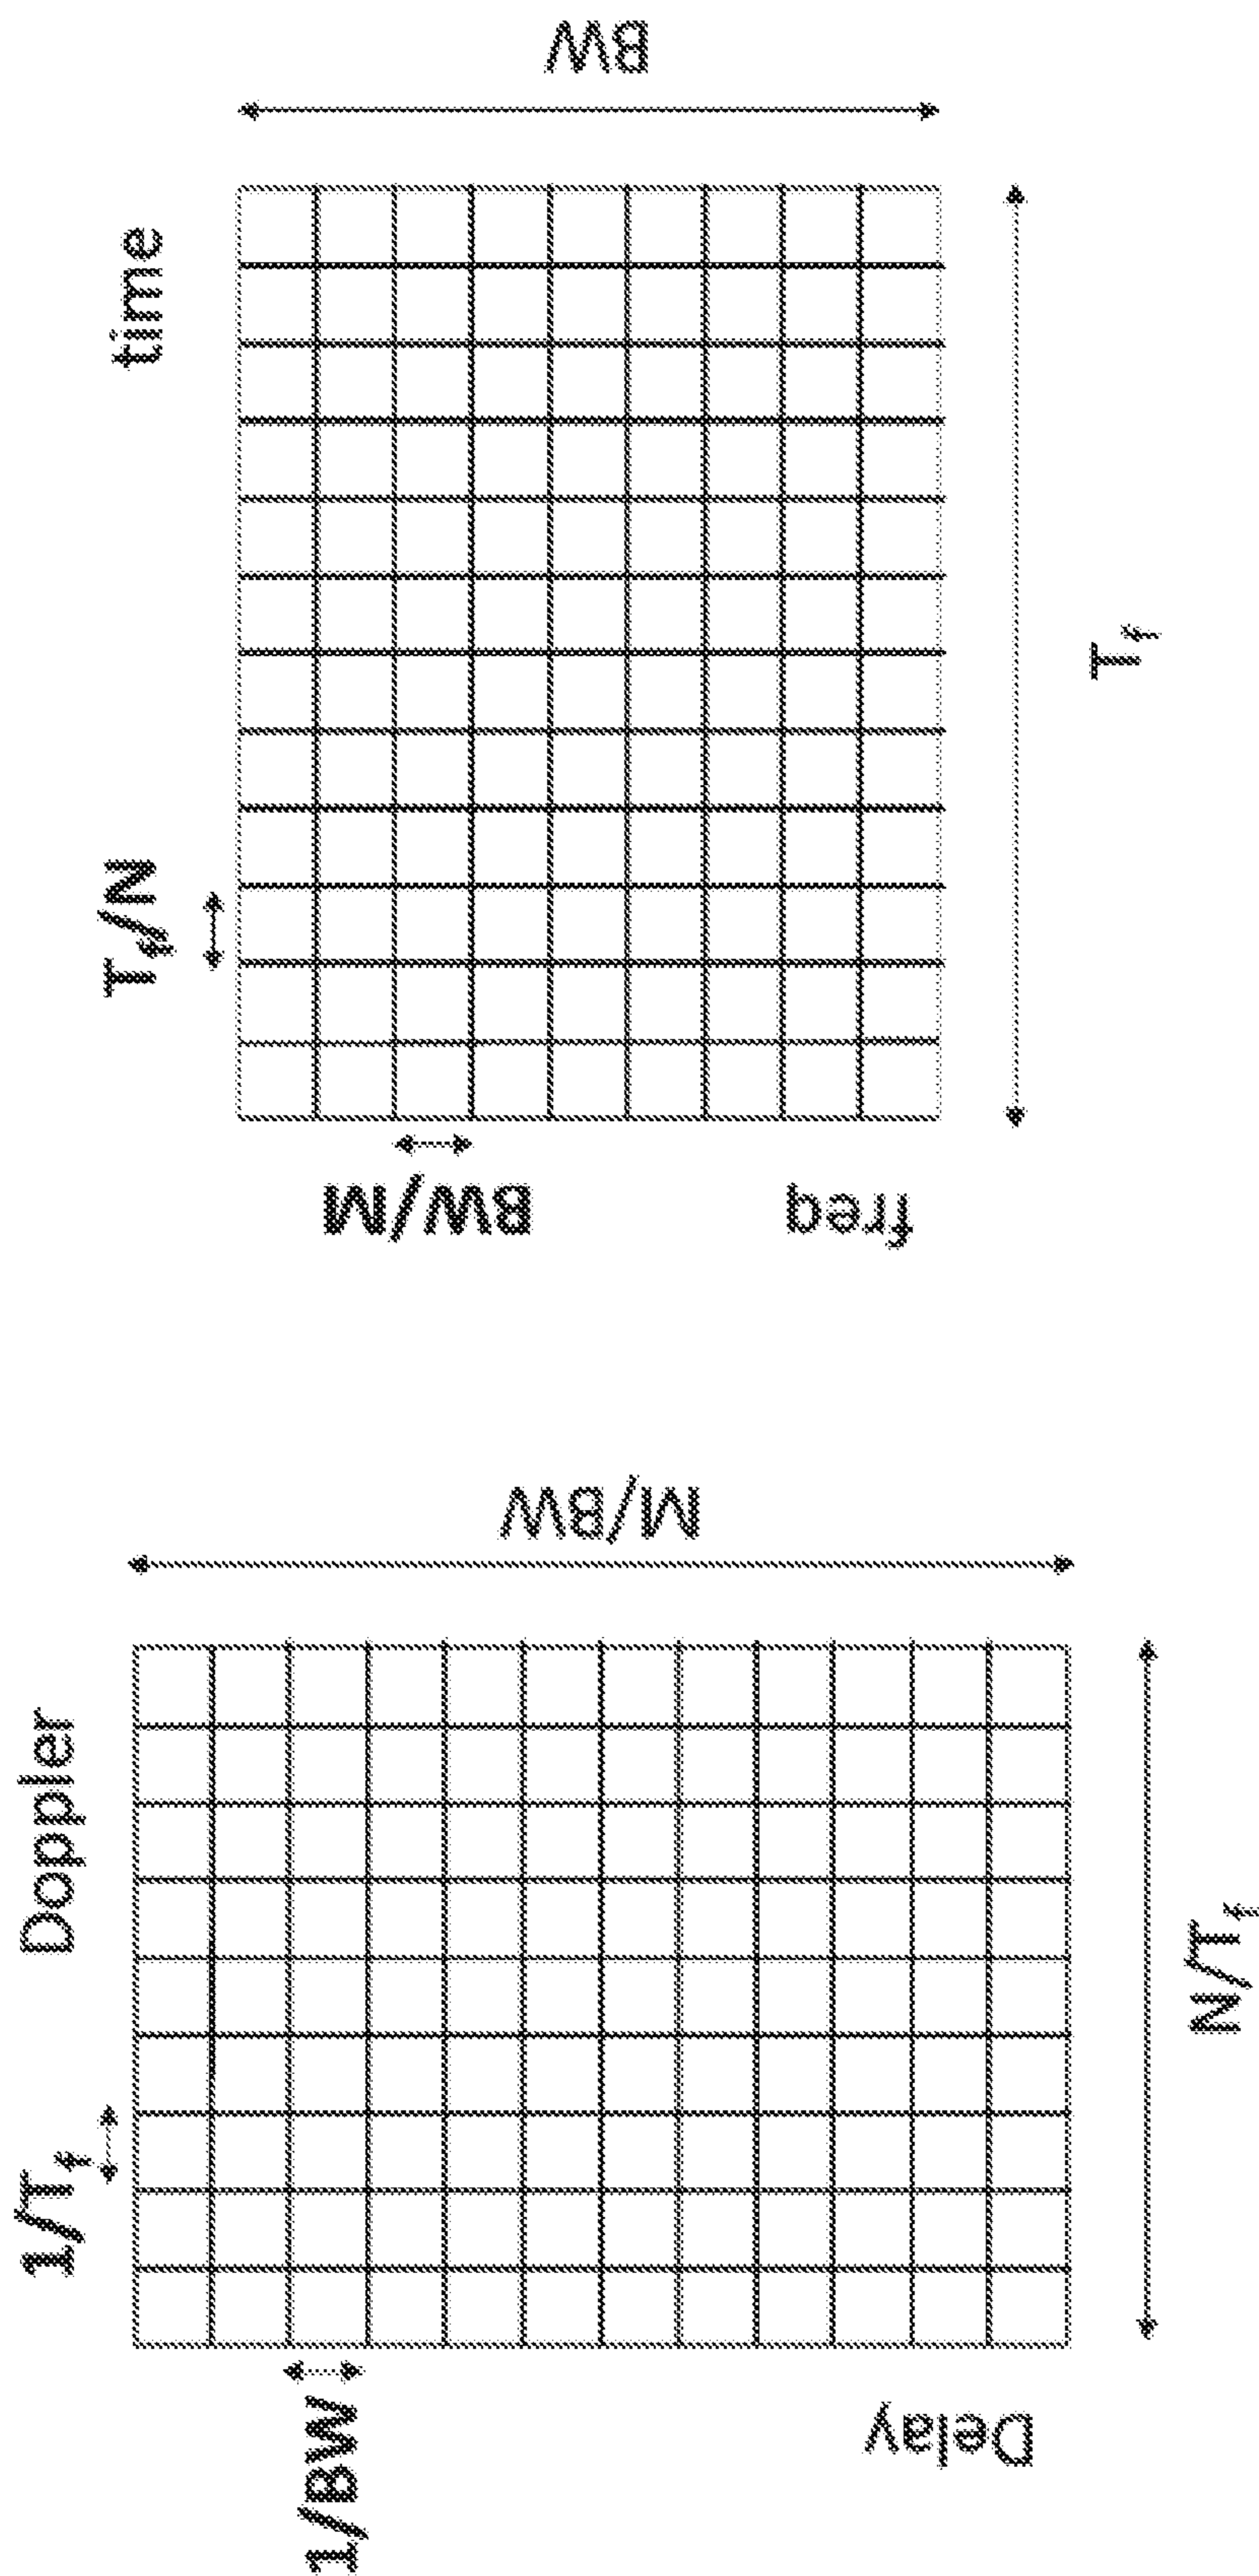 1/T_f
Doppler
1/BW
Delay
M/BW
N/T_f
T_f/N
time
BW/M
freq
BW
T_f